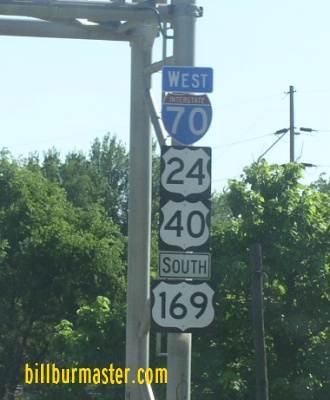 WEST
INTERSTATE
70
24
40
SOUTH
169
billburmaster.com